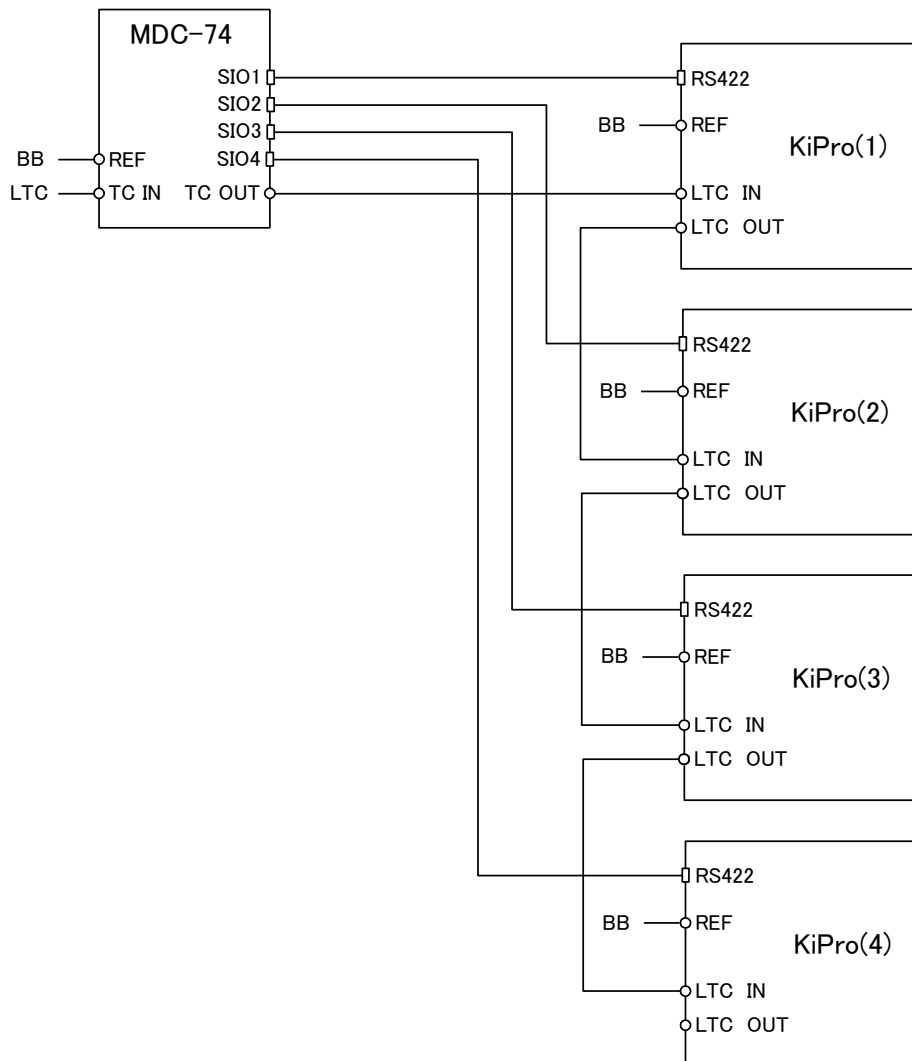 MDC-74
SIO1
SIO2
SIO3
BB REF SIO4
LTC TC IN TC OUT
RS422
BB REF
KiPro(1)
LTC IN
LTC OUT
RS422
BB REF
KiPro(2)
LTC IN
LTC OUT
RS422
BB REF
KiPro(3)
LTC IN
LTC OUT
RS422
BB REF
KiPro(4)
LTC IN
LTC OUT